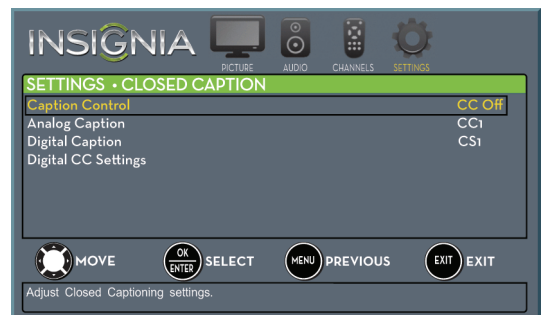 INSIGNIA
PICTURE AUDIO CHANNELS SETTINGS
SETTINGS • CLOSED CAPTION
Caption Control CC Off
Analog Caption CC1
Digital Caption CS1
Digital CC Settings
MOVE OK ENTER SELECT MENU PREVIOUS EXIT EXIT
Adjust Closed Captioning settings.